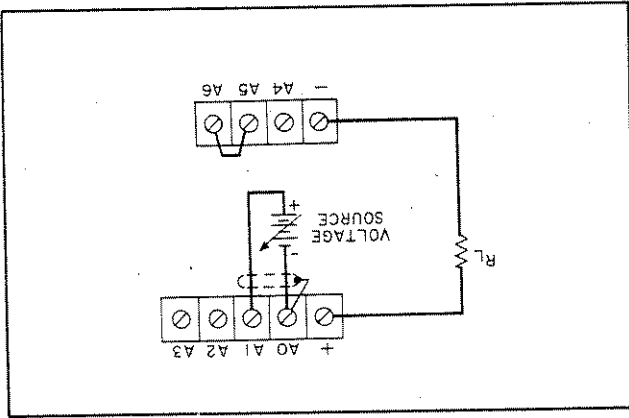 + A0 A1 A2 A3
RL
-
VOLTAGE
SOURCE
+
- A4 A5 A6